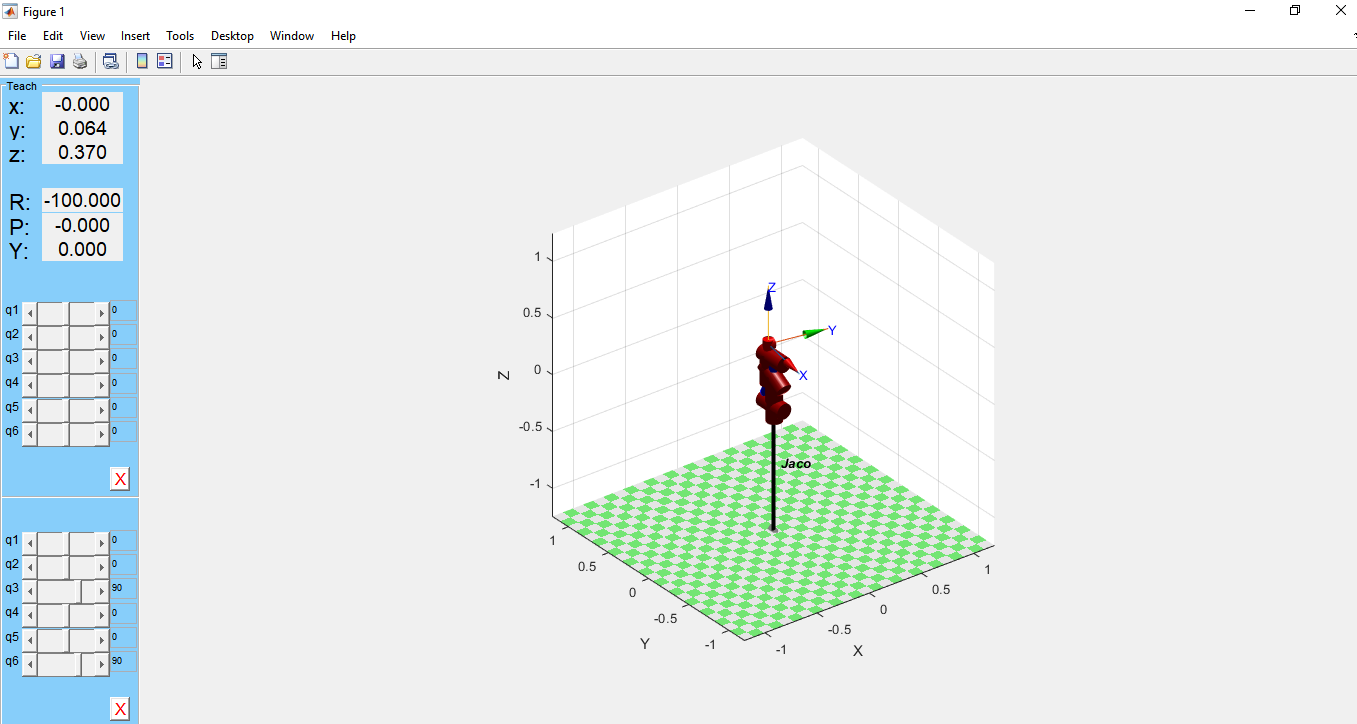 Figure 1
File Edit View Insert Tools Desktop Window Help
Teach
x: -0.000
y: 0.064
z: 0.370
R: -100.000
P: -0.000
Y: 0.000
q1 0
q2 0
q3 0
q4 0
q5 0
q6 0
X
q1 0
q2 0
q3 90
q4 0
q5 0
q6 90
X
1
0.5
0
-0.5
-1
Z
Z
Y
X
Jaco
1
0.5
0
-0.5
-1
Y
-1
-0.5
0
0.5
1
X